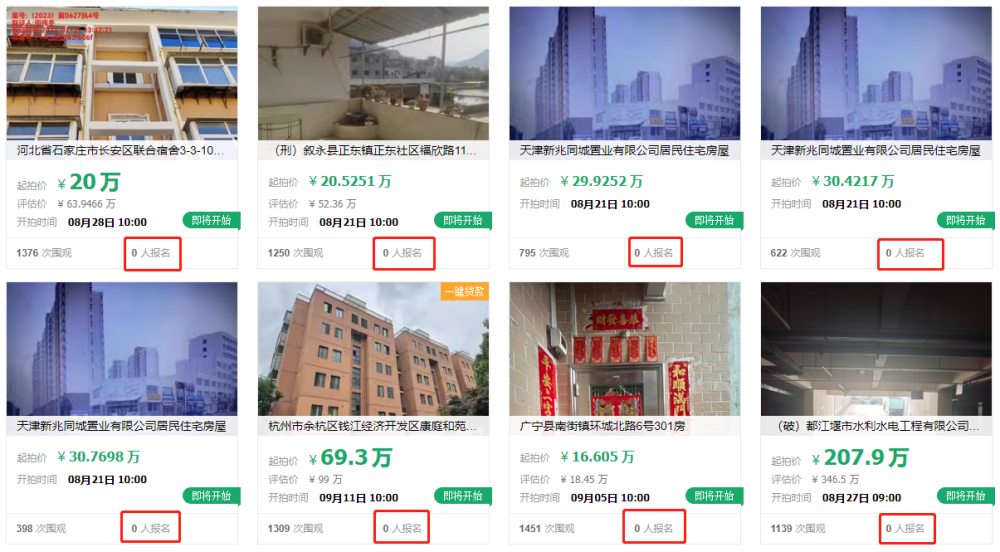 案号:（2023）冀0627执4号
河北省石家庄市长安区联合宿舍3-3-10...
起拍价 ￥20万
评估价 ￥63.9466 万
开拍时间 08月28日 10:00
即将开始
1376 次围观 0 人报名
（刑）叙永县正东镇正东社区福欣路11...
起拍价 ￥20.5251 万
评估价 ￥52.36 万
开拍时间 08月21日 10:00
即将开始
1250 次围观 0 人报名
天津新兆同城置业有限公司居民住宅房屋
起拍价 ￥29.9252 万
开拍时间 08月21日 10:00
即将开始
795 次围观 0 人报名
天津新兆同城置业有限公司居民住宅房屋
起拍价 ￥30.4217 万
开拍时间 08月21日 10:00
即将开始
622 次围观 0 人报名
天津新兆同城置业有限公司居民住宅房屋
起拍价 ￥30.7698 万
开拍时间 08月21日 10:00
即将开始
398 次围观 0 人报名
一键贷款
杭州市余杭区钱江经济开发区康庭和苑...
起拍价 ￥69.3万
评估价 ￥99 万
开拍时间 09月11日 10:00
即将开始
1309 次围观 0 人报名
财發喜恭
和順滿門
广宁县南街镇环城北路6号301房
起拍价 ￥16.605 万
评估价 ￥18.45 万
开拍时间 09月05日 10:00
即将开始
1451 次围观 0 人报名
（破）都江堰市水利水电工程有限公司...
起拍价 ￥207.9万
评估价 ￥346.5 万
开拍时间 08月27日 09:00
即将开始
1139 次围观 0 人报名